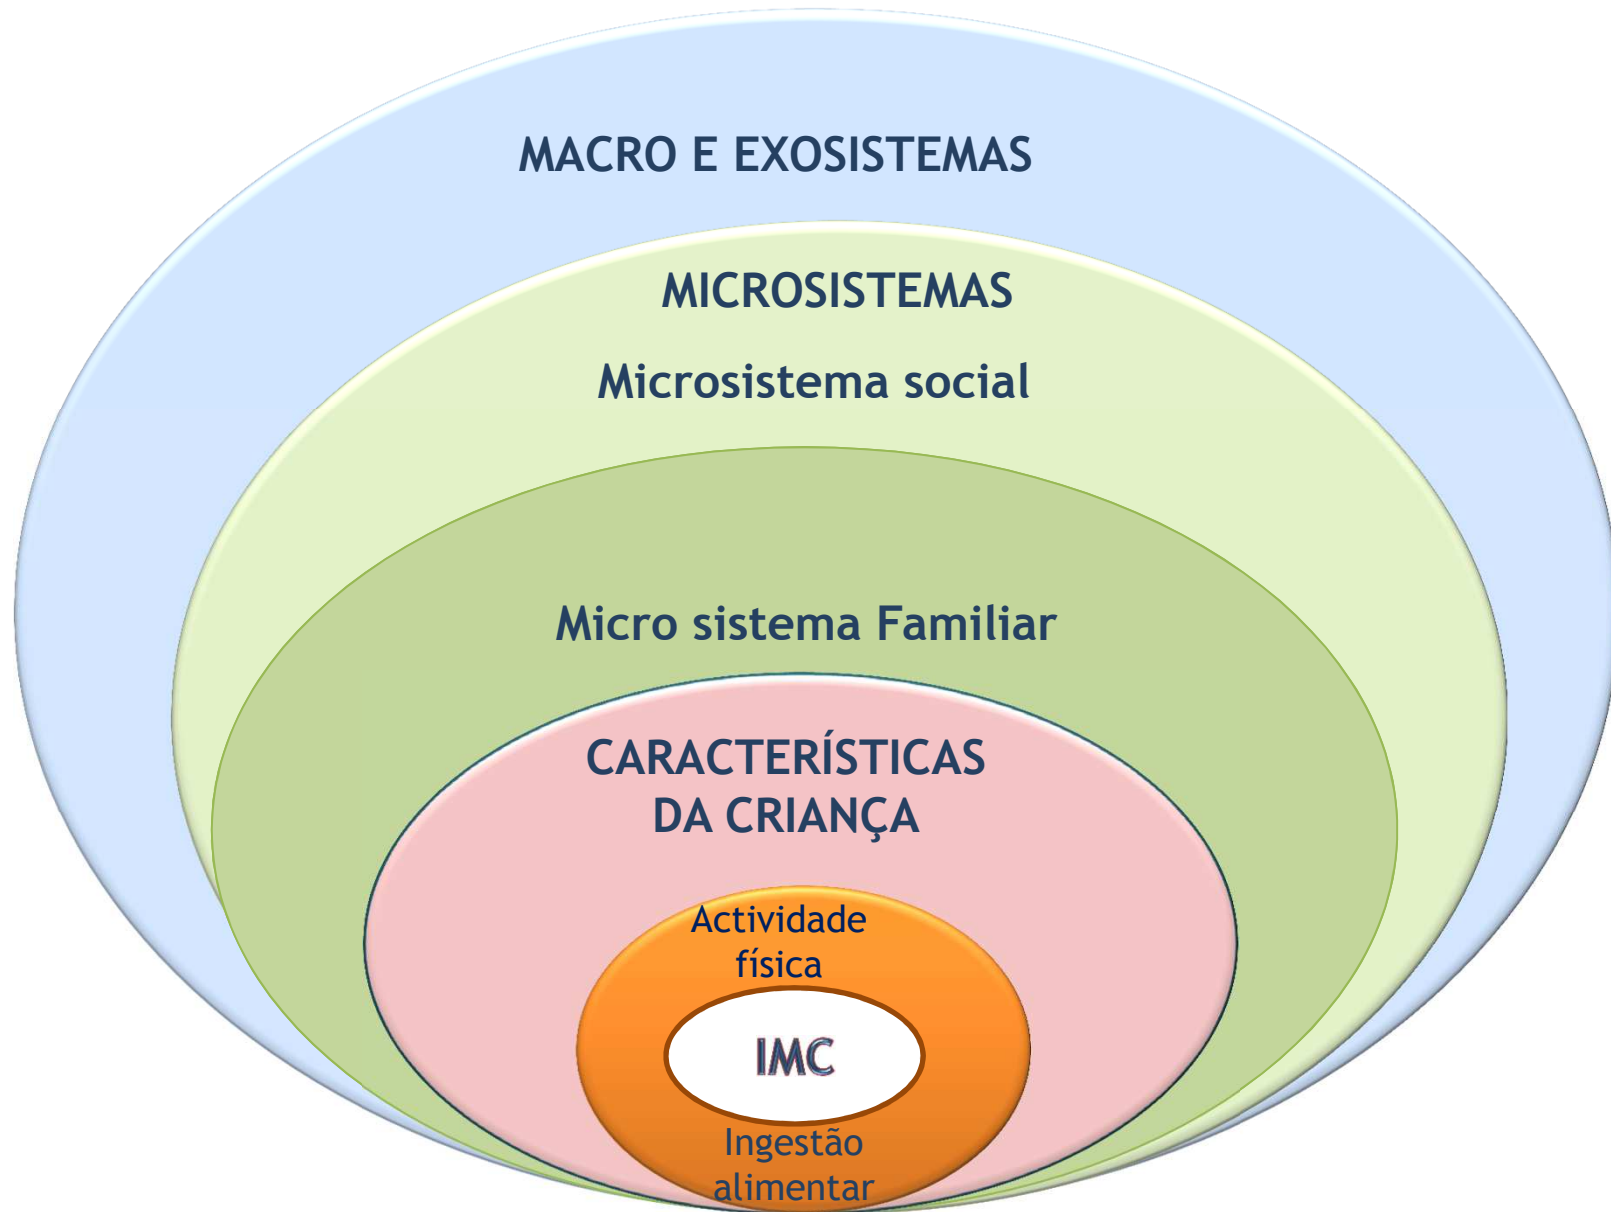 MACRO E EXOSISTEMAS
MICROSISTEMAS
Microsistema social
Micro sistema Familiar
CARACTERÍSTICAS
DA CRIANÇA
Actividade
física
IMC
Ingestão
alimentar